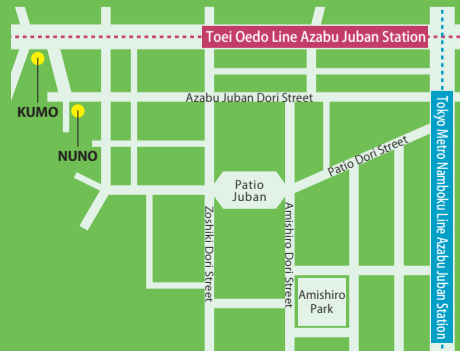 Toei Oedo Line Azabu Juban Station
KUMO
Azabu Juban Dori Street
NUNO
Tokyo Metro Namboku Line Azabu Juban Station
Patio Dori Street
Patio
Juban
Zoshiki Dori Street
Amishiro Dori Street
Amishiro
Park